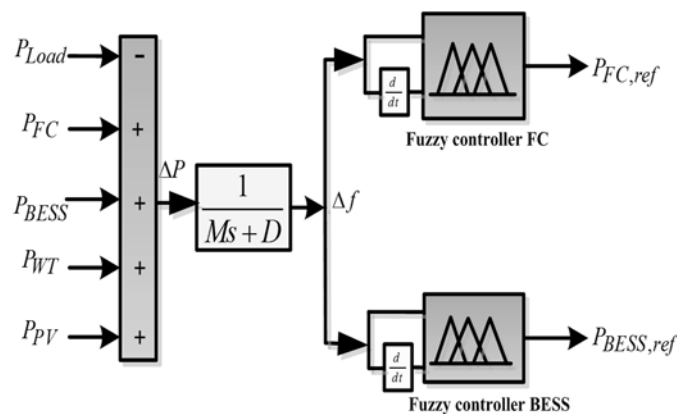 P_Load
-
P_FC
+
P_BESS
+
P_WT
+
P_PV
+
ΔP
1
Ms + D
Δf
d
dt
Fuzzy controller FC
P_FC,ref
d
dt
Fuzzy controller BESS
P_BESS,ref